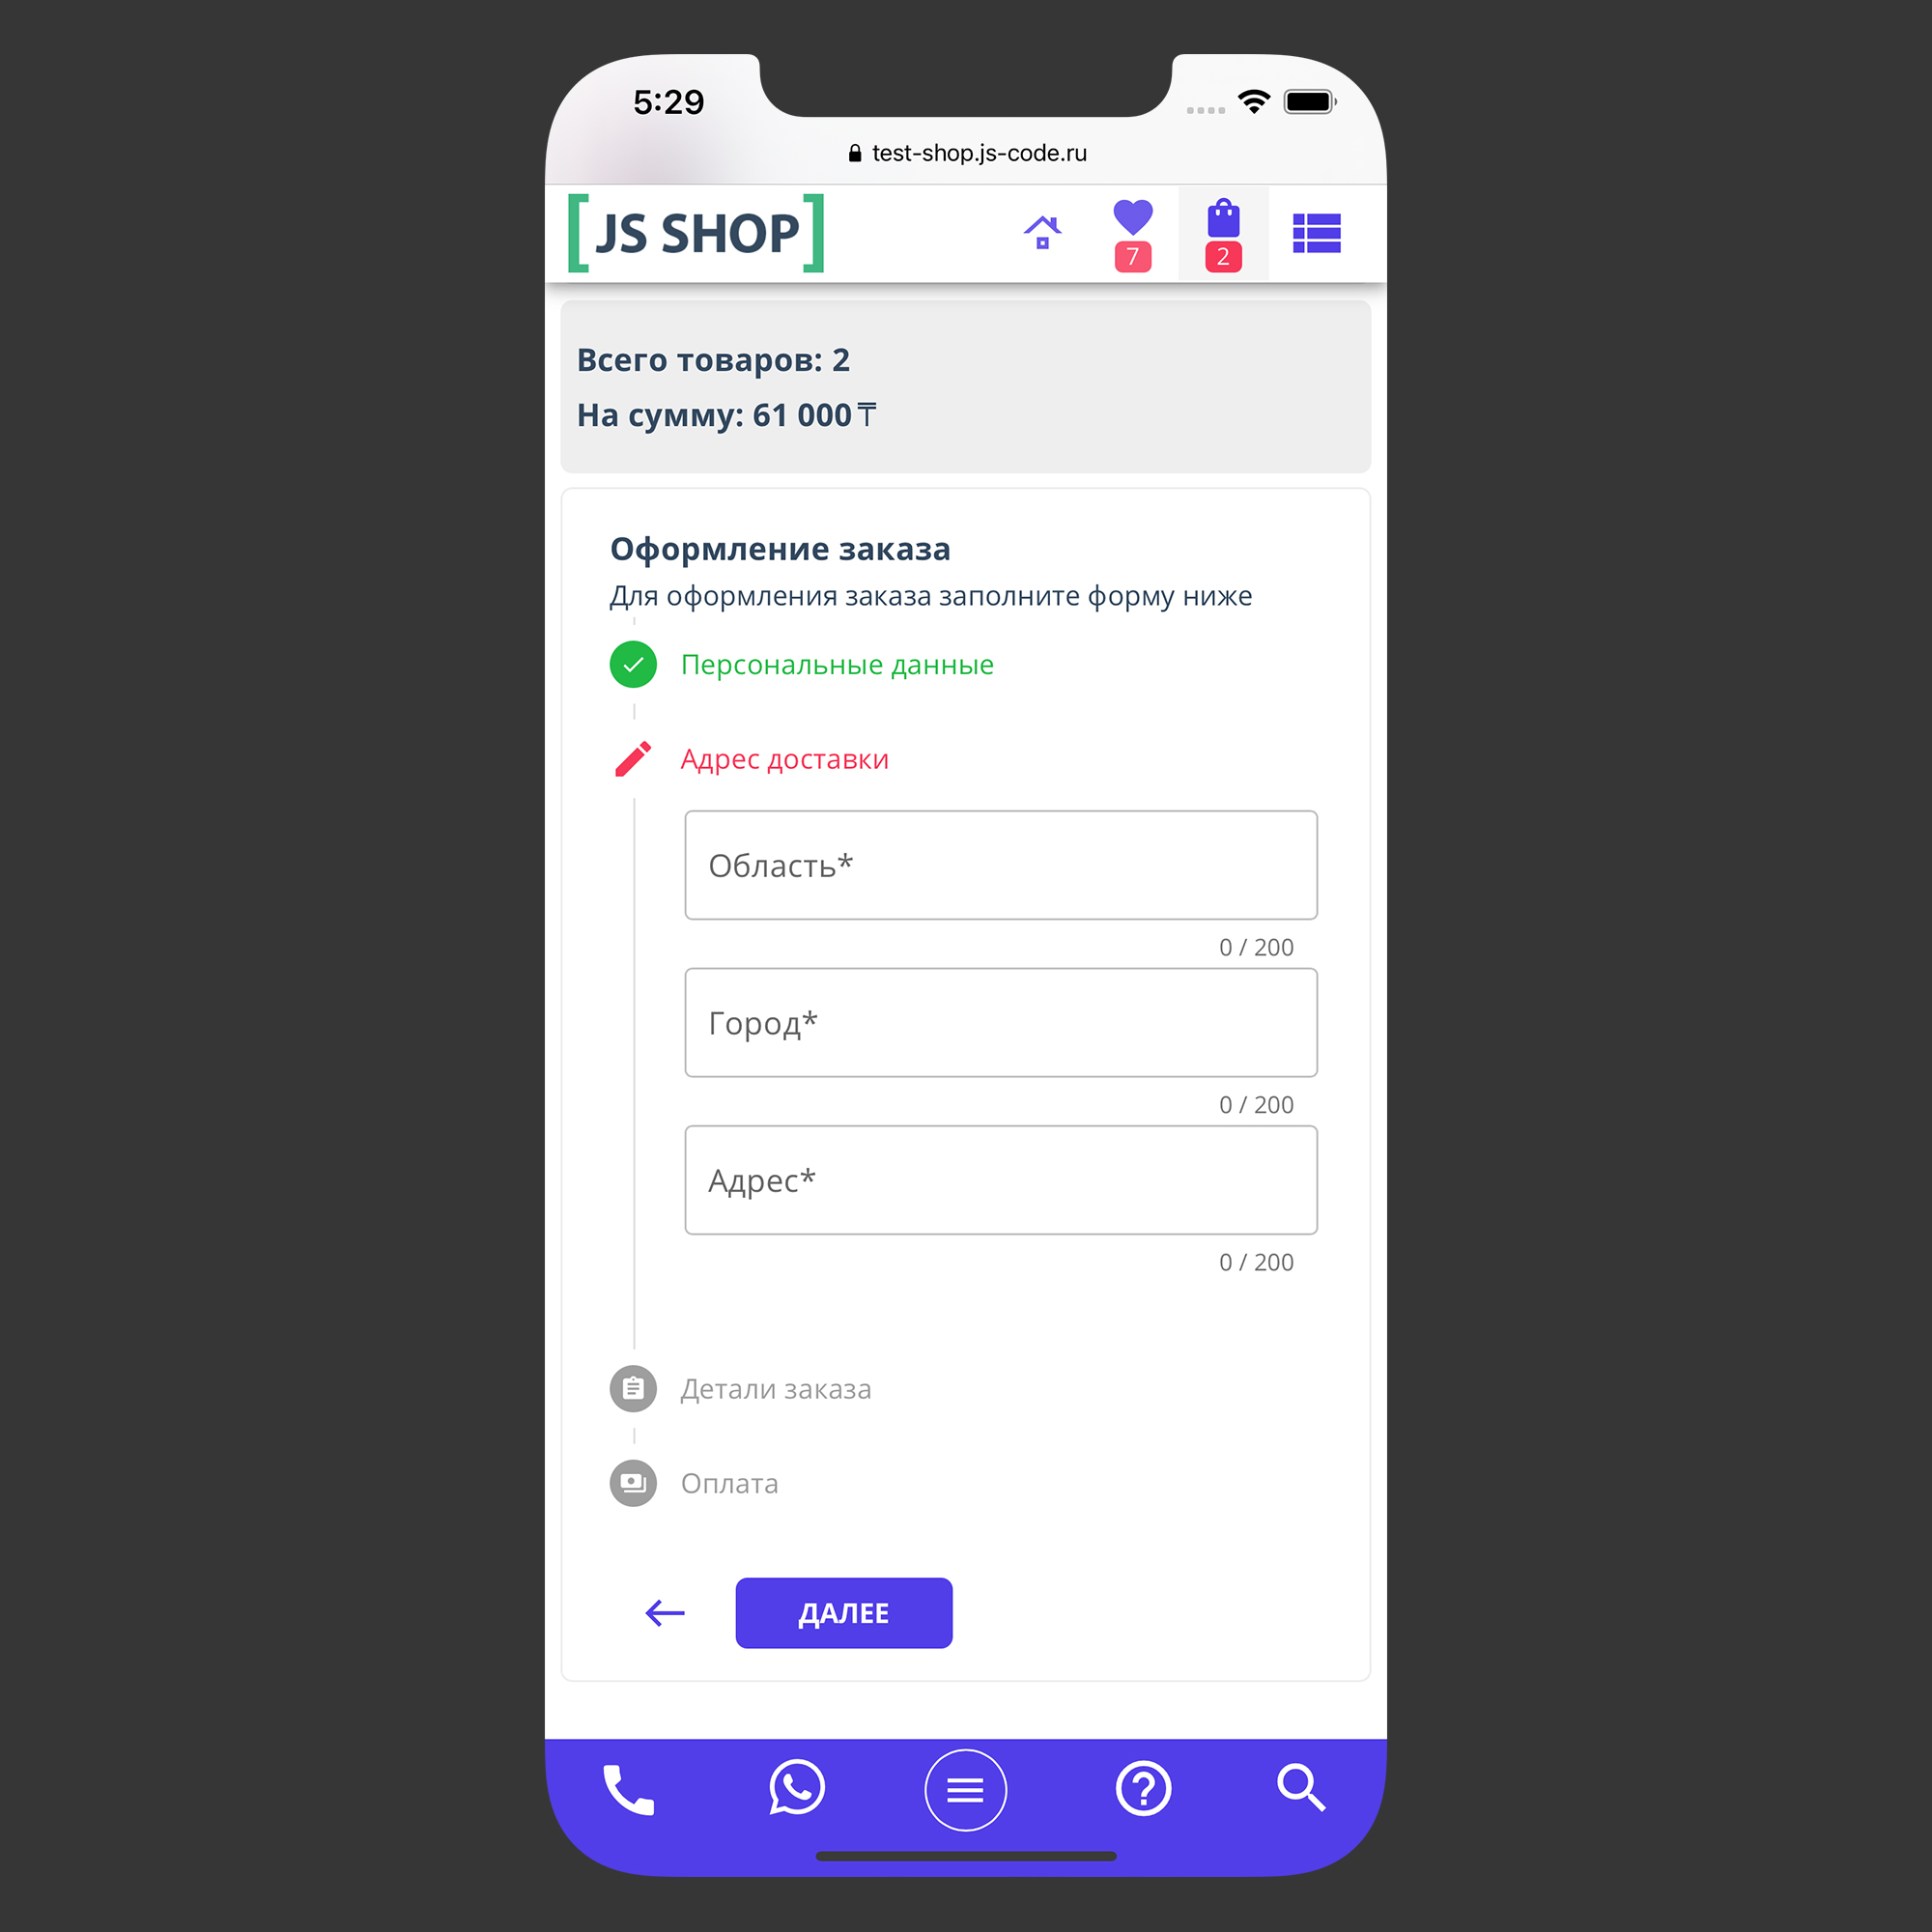 5:29
test-shop.js-code.ru
[JS SHOP]
7
2
Всего товаров: 2
На сумму: 61 000 ₸
Оформление заказа
Для оформления заказа заполните форму ниже
Персональные данные
Адрес доставки
Область*
0 / 200
Город*
0 / 200
Адрес*
0 / 200
Детали заказа
Оплата
ДАЛЕЕ